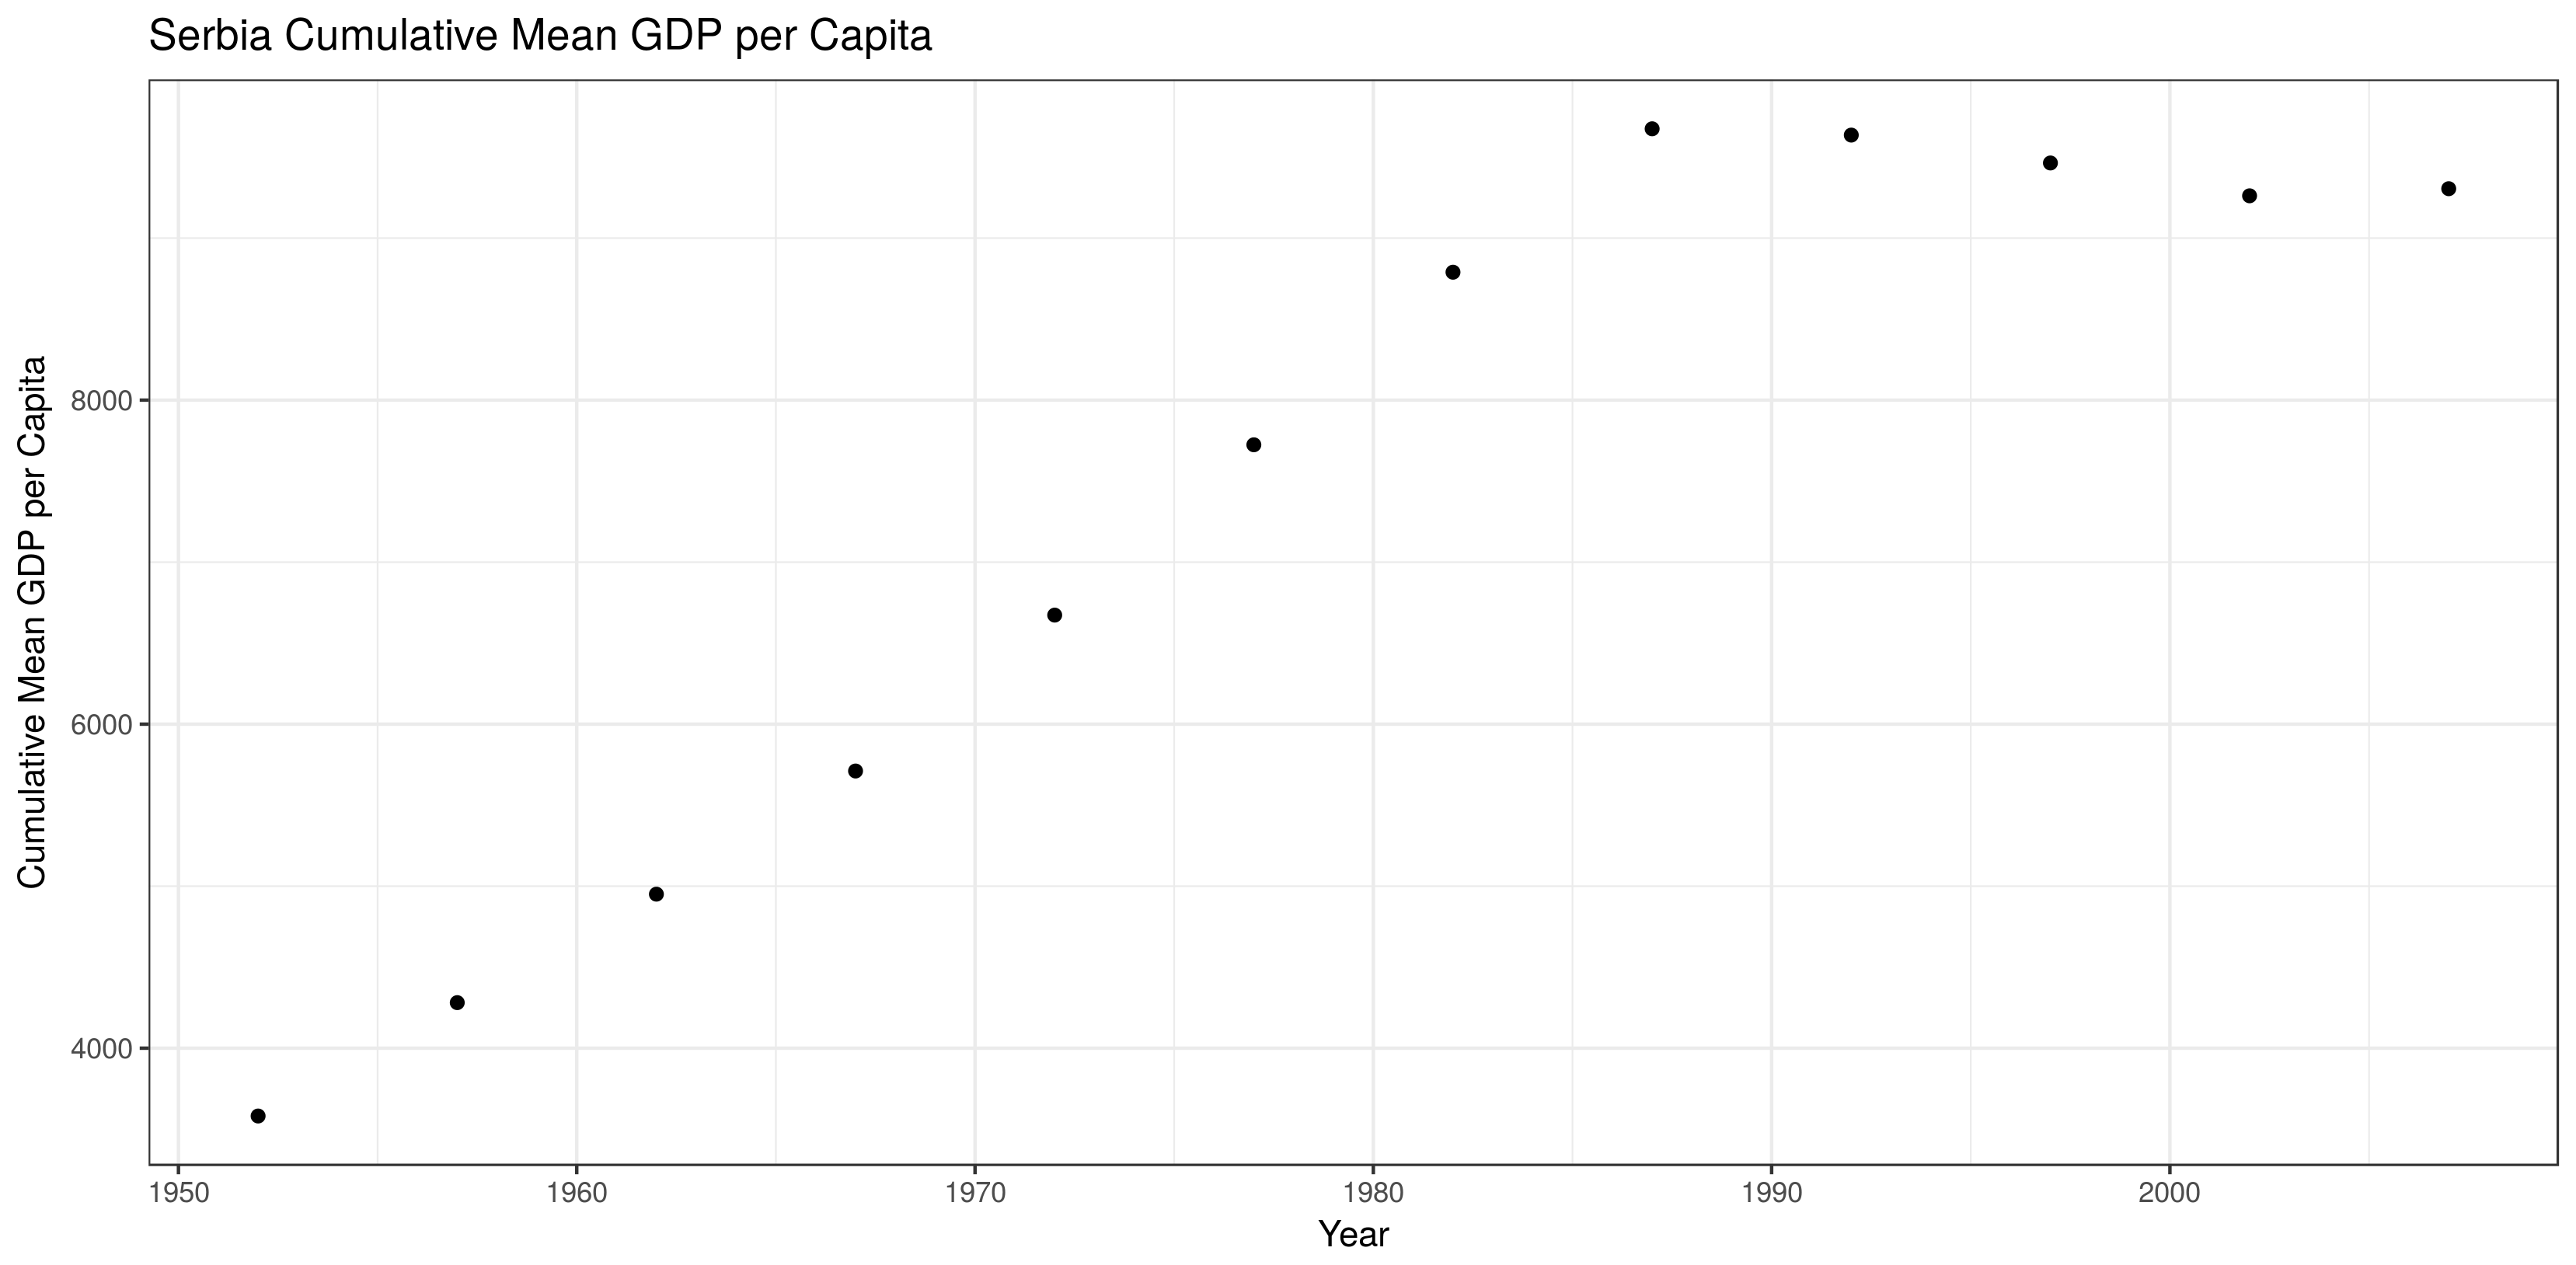 Serbia Cumulative Mean GDP per Capita
Cumulative Mean GDP per Capita
8000
6000
4000
1950 1960 1970 1980 1990 2000
Year